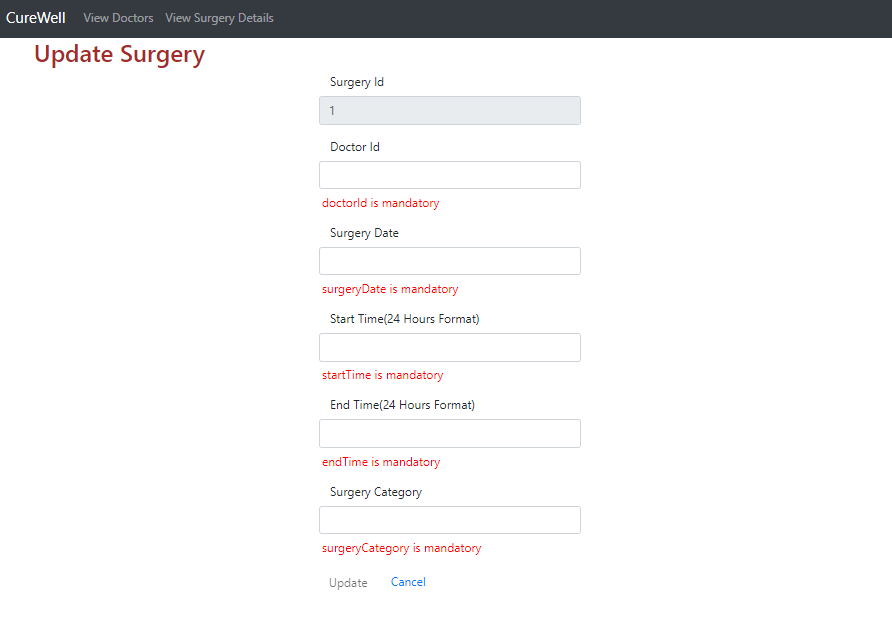 CureWell View Doctors View Surgery Details
Update Surgery
Surgery Id
1
Doctor Id
doctorId is mandatory
Surgery Date
surgeryDate is mandatory
Start Time(24 Hours Format)
startTime is mandatory
End Time(24 Hours Format)
endTime is mandatory
Surgery Category
surgeryCategory is mandatory
Update Cancel